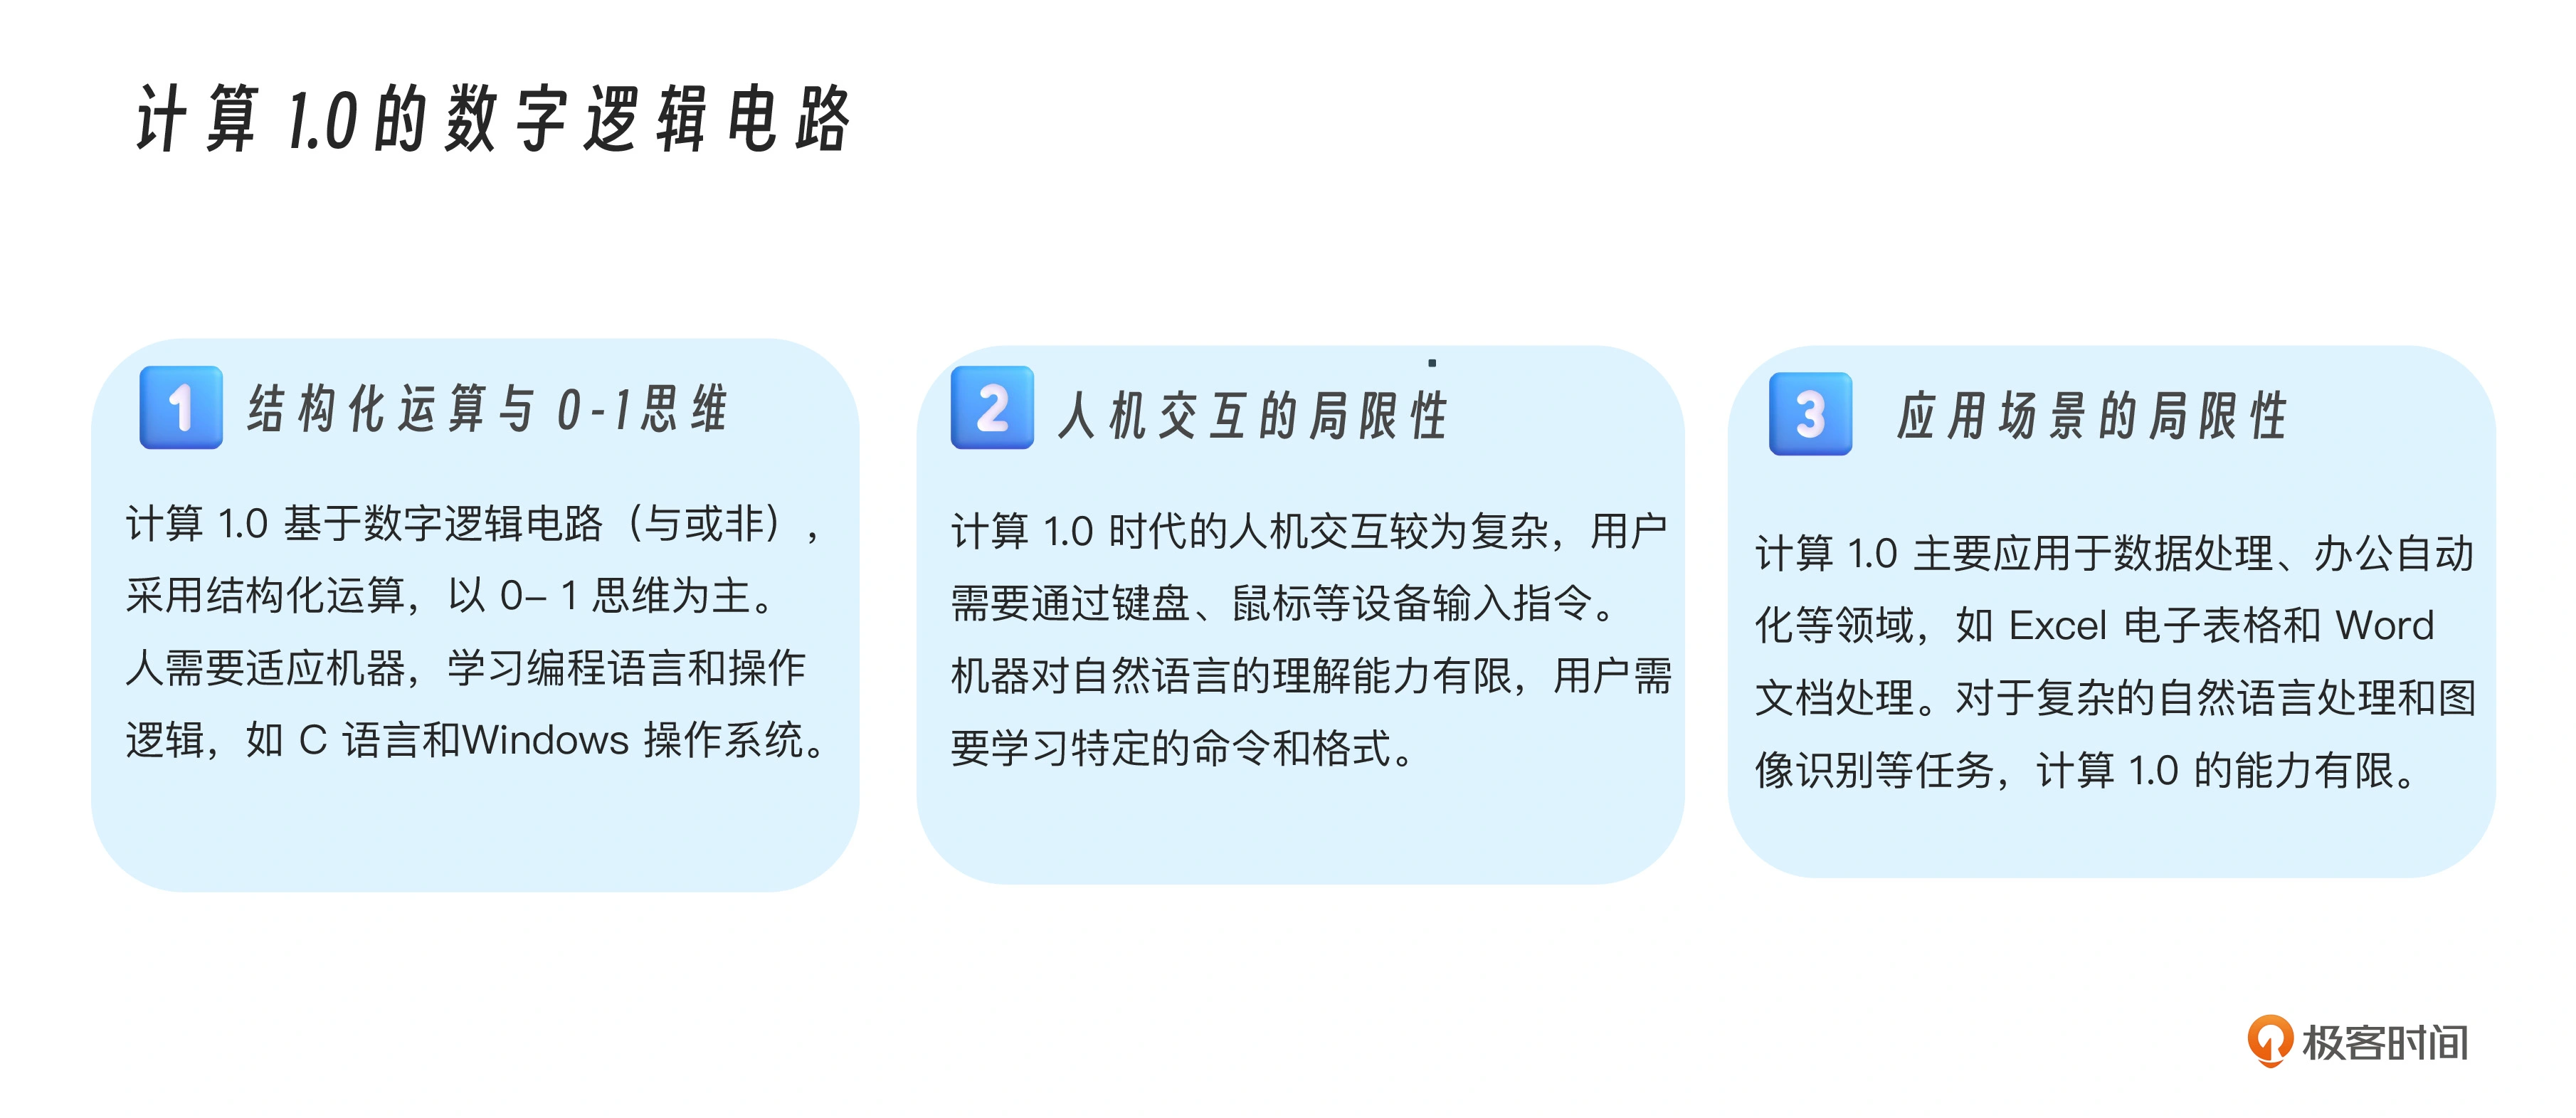 计算 1.0的数字逻辑电路
1 结构化运算与 0-1思维
计算 1.0 基于数字逻辑电路（与或非），
采用结构化运算，以 0– 1 思维为主。
人需要适应机器，学习编程语言和操作
逻辑，如 C 语言和Windows 操作系统。
2 人机交互的局限性
计算 1.0 时代的人机交互较为复杂，用户
需要通过键盘、鼠标等设备输入指令。
机器对自然语言的理解能力有限，用户需
要学习特定的命令和格式。
3 应用场景的局限性
计算 1.0 主要应用于数据处理、办公自动
化等领域，如 Excel 电子表格和 Word
文档处理。对于复杂的自然语言处理和图
像识别等任务，计算 1.0 的能力有限。
极客时间